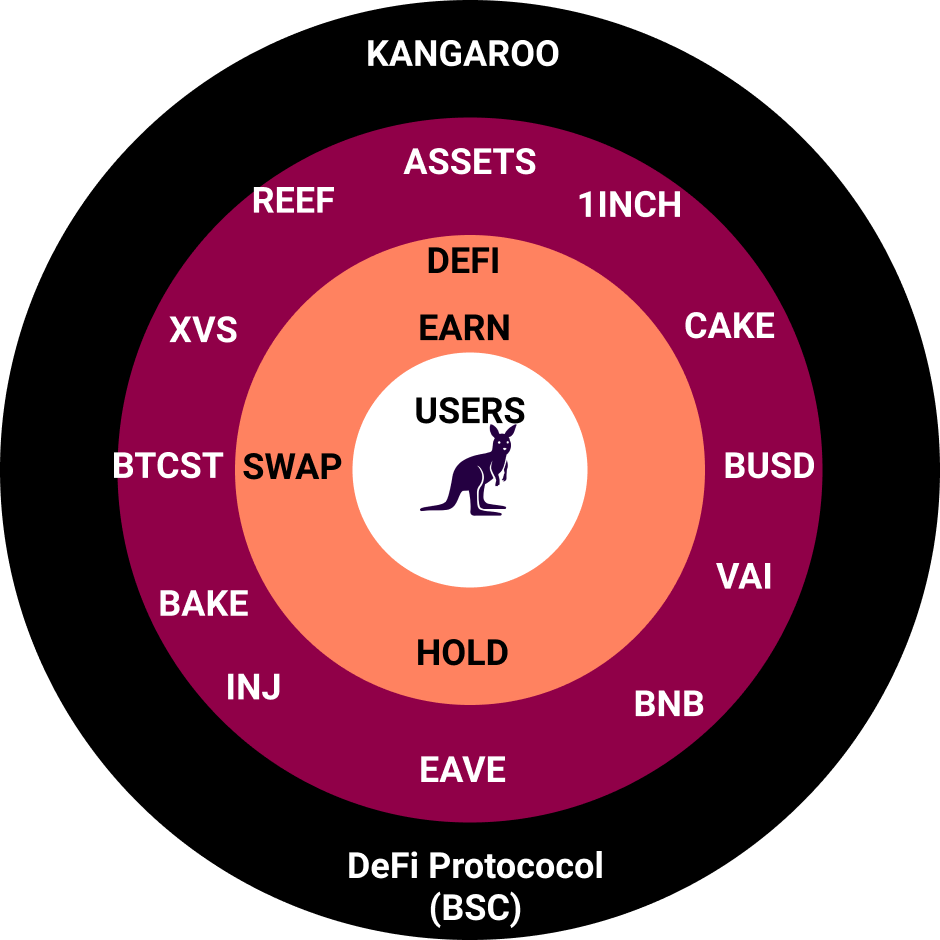 KANGAROO
ASSETS
REEF
1INCH
DEFI
EARN
XVS
CAKE
USERS
BTCST
SWAP
BUSD
VAI
BAKE
HOLD
INJ
BNB
EAVE
DeFi Protococol
(BSC)